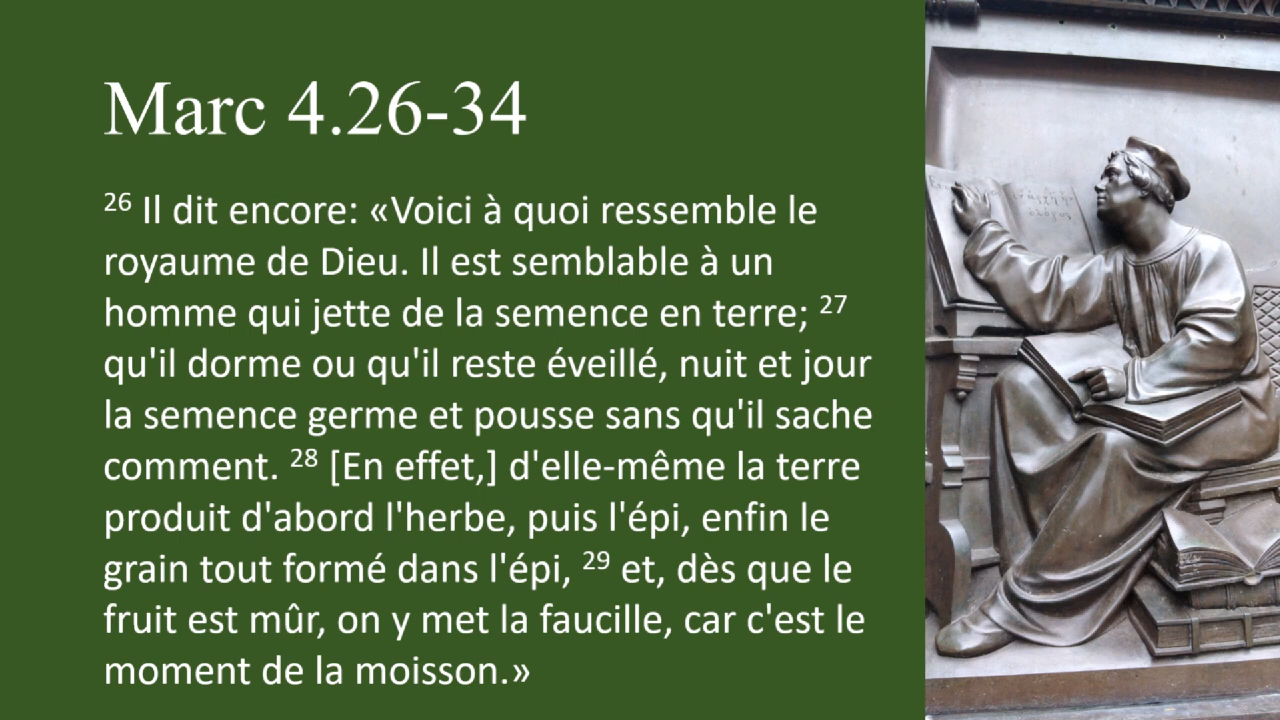 Marc 4.26-34
26 Il dit encore: «Voici à quoi ressemble le
royaume de Dieu. Il est semblable à un
homme qui jette de la semence en terre; 27
qu'il dorme ou qu'il reste éveillé, nuit et jour
la semence germe et pousse sans qu'il sache
comment. 28 [En effet,] d'elle-même la terre
produit d'abord l'herbe, puis l'épi, enfin le
grain tout formé dans l'épi, 29 et, dès que le
fruit est mûr, on y met la faucille, car c'est le
moment de la moisson.»